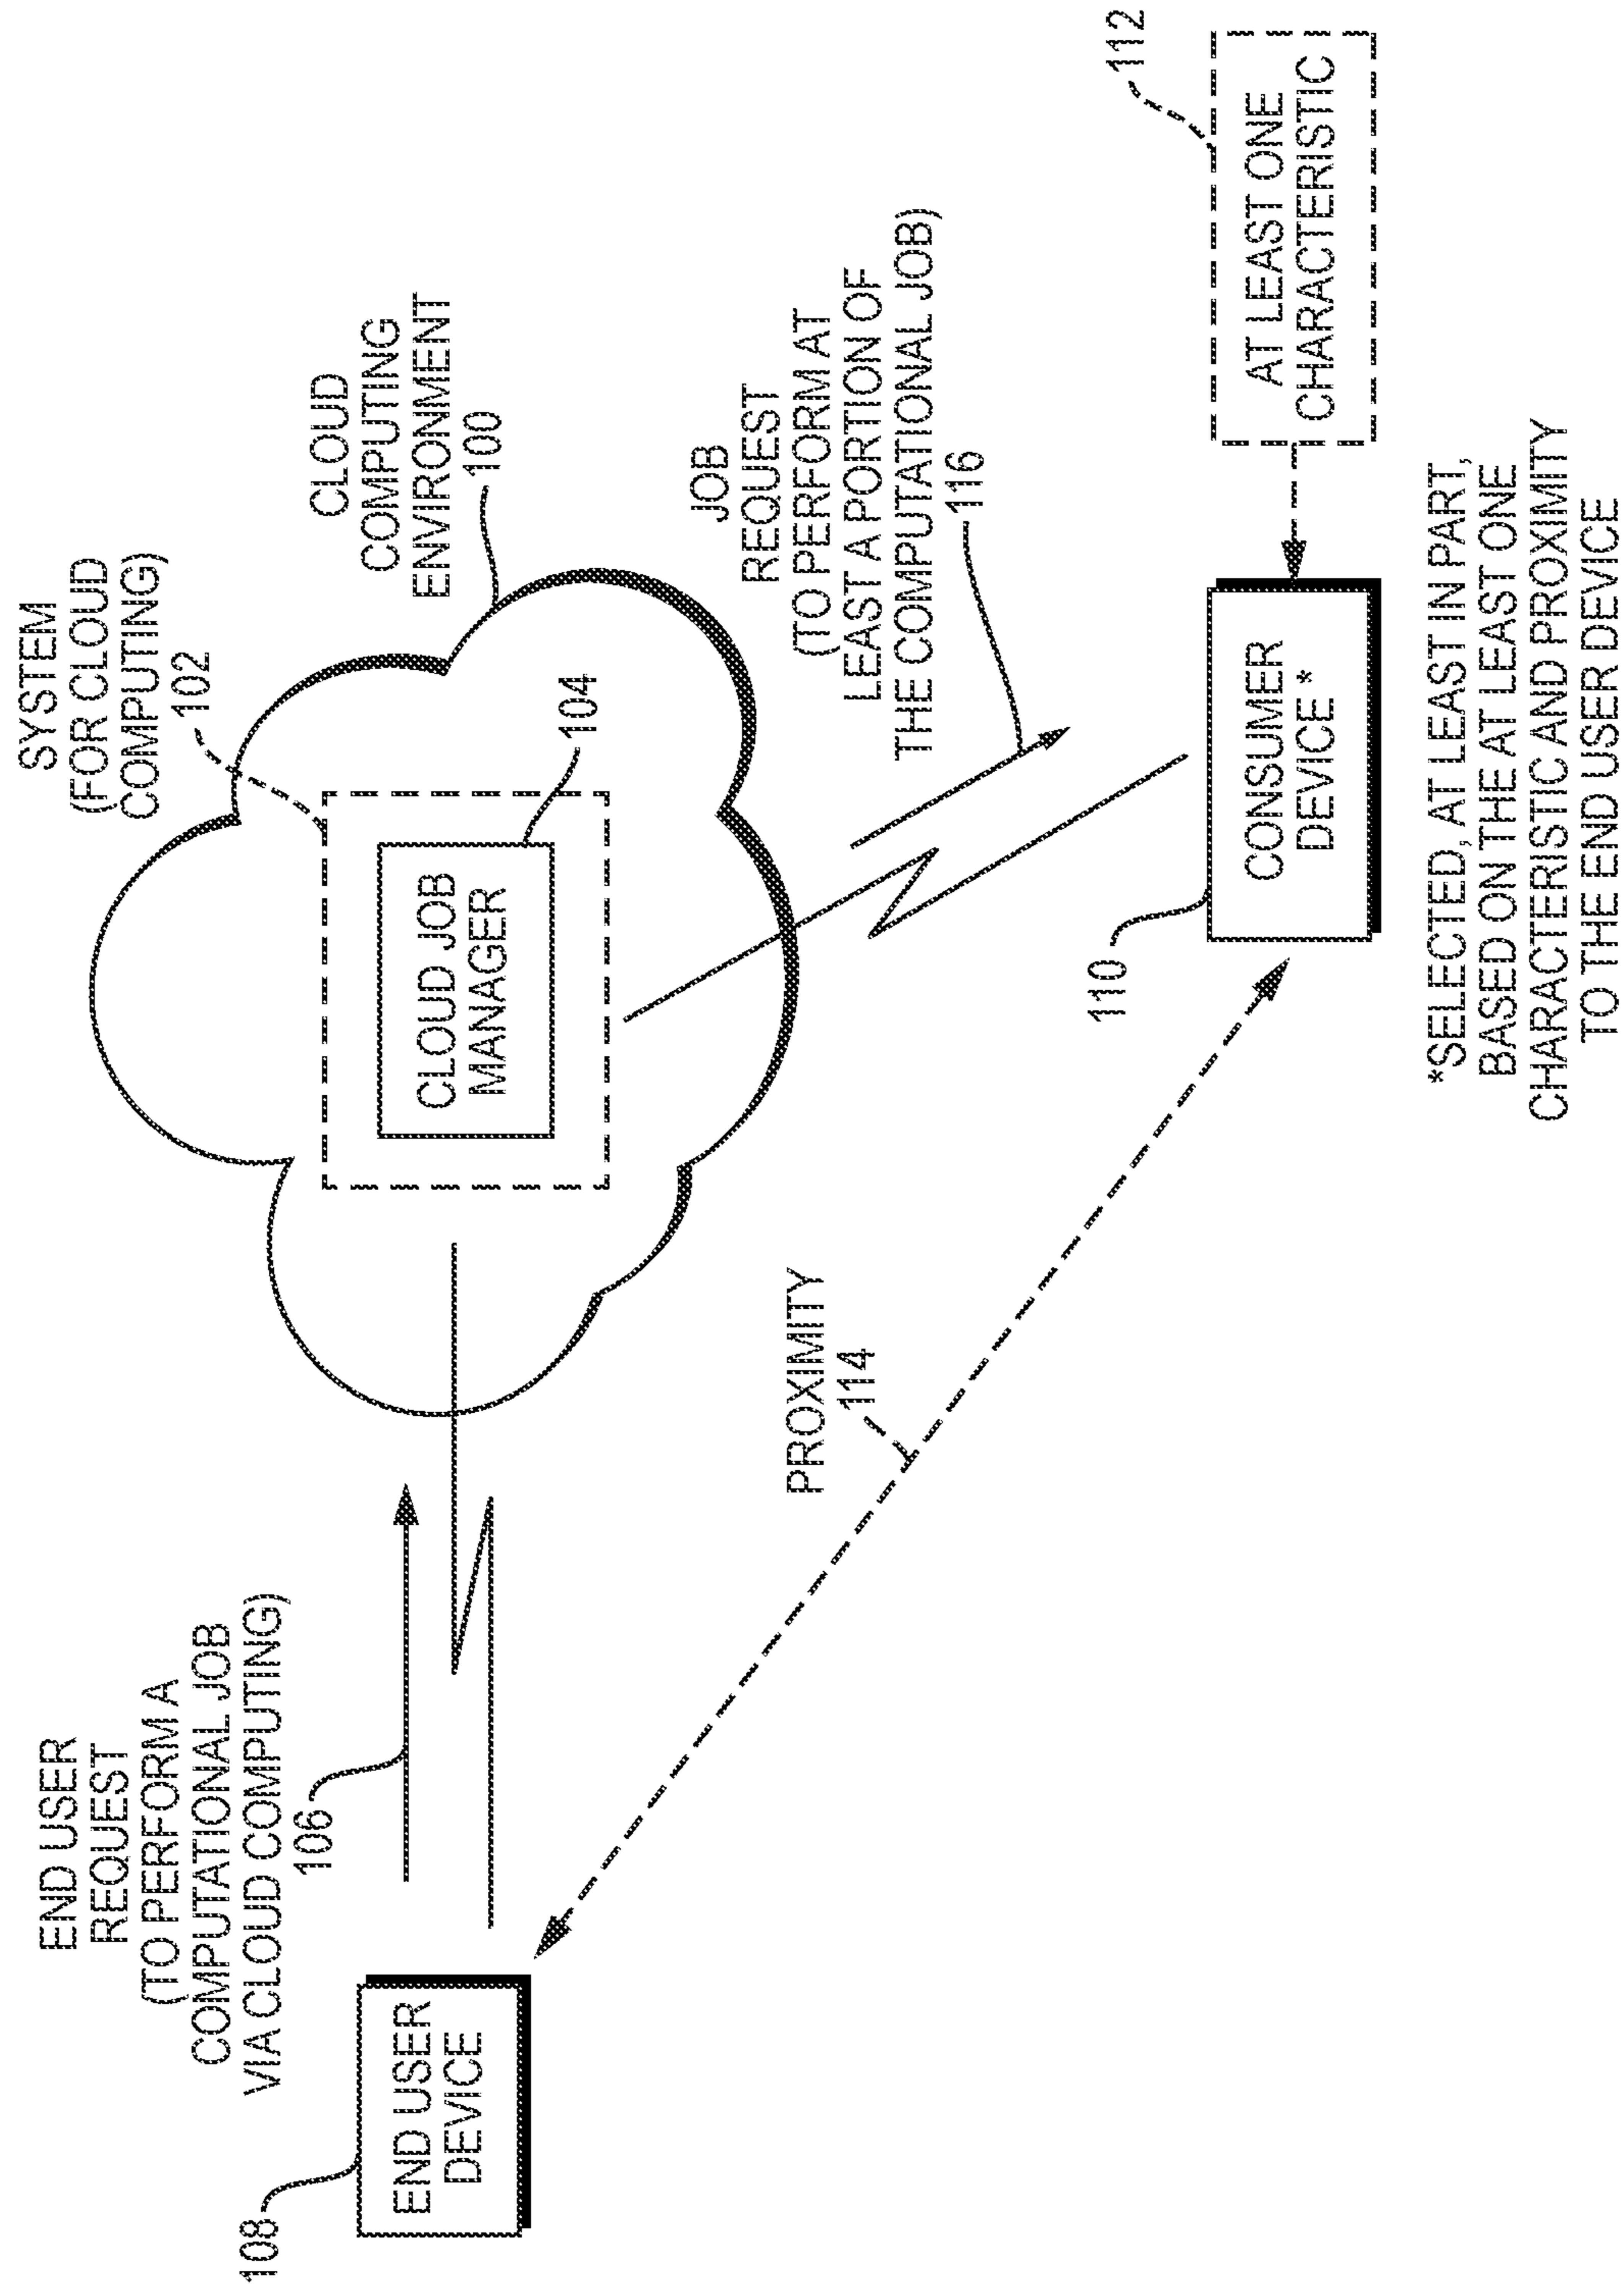 SYSTEM
(FOR CLOUD
COMPUTING)
102
CLOUD
COMPUTING
ENVIRONMENT
100
END USER
REQUEST
(TO PERFORM A
COMPUTATIONAL JOB
VIA CLOUD COMPUTING)
106
CLOUD JOB
MANAGER
104
108
END USER
DEVICE
JOB
REQUEST
(TO PERFORM AT
LEAST A PORTION OF
THE COMPUTATIONAL JOB)
116
PROXIMITY
114
110
CONSUMER
DEVICE*
112
AT LEAST ONE
CHARACTERISTIC
*SELECTED, AT LEAST IN PART,
BASED ON THE AT LEAST ONE
CHARACTERISTIC AND PROXIMITY
TO THE END USER DEVICE